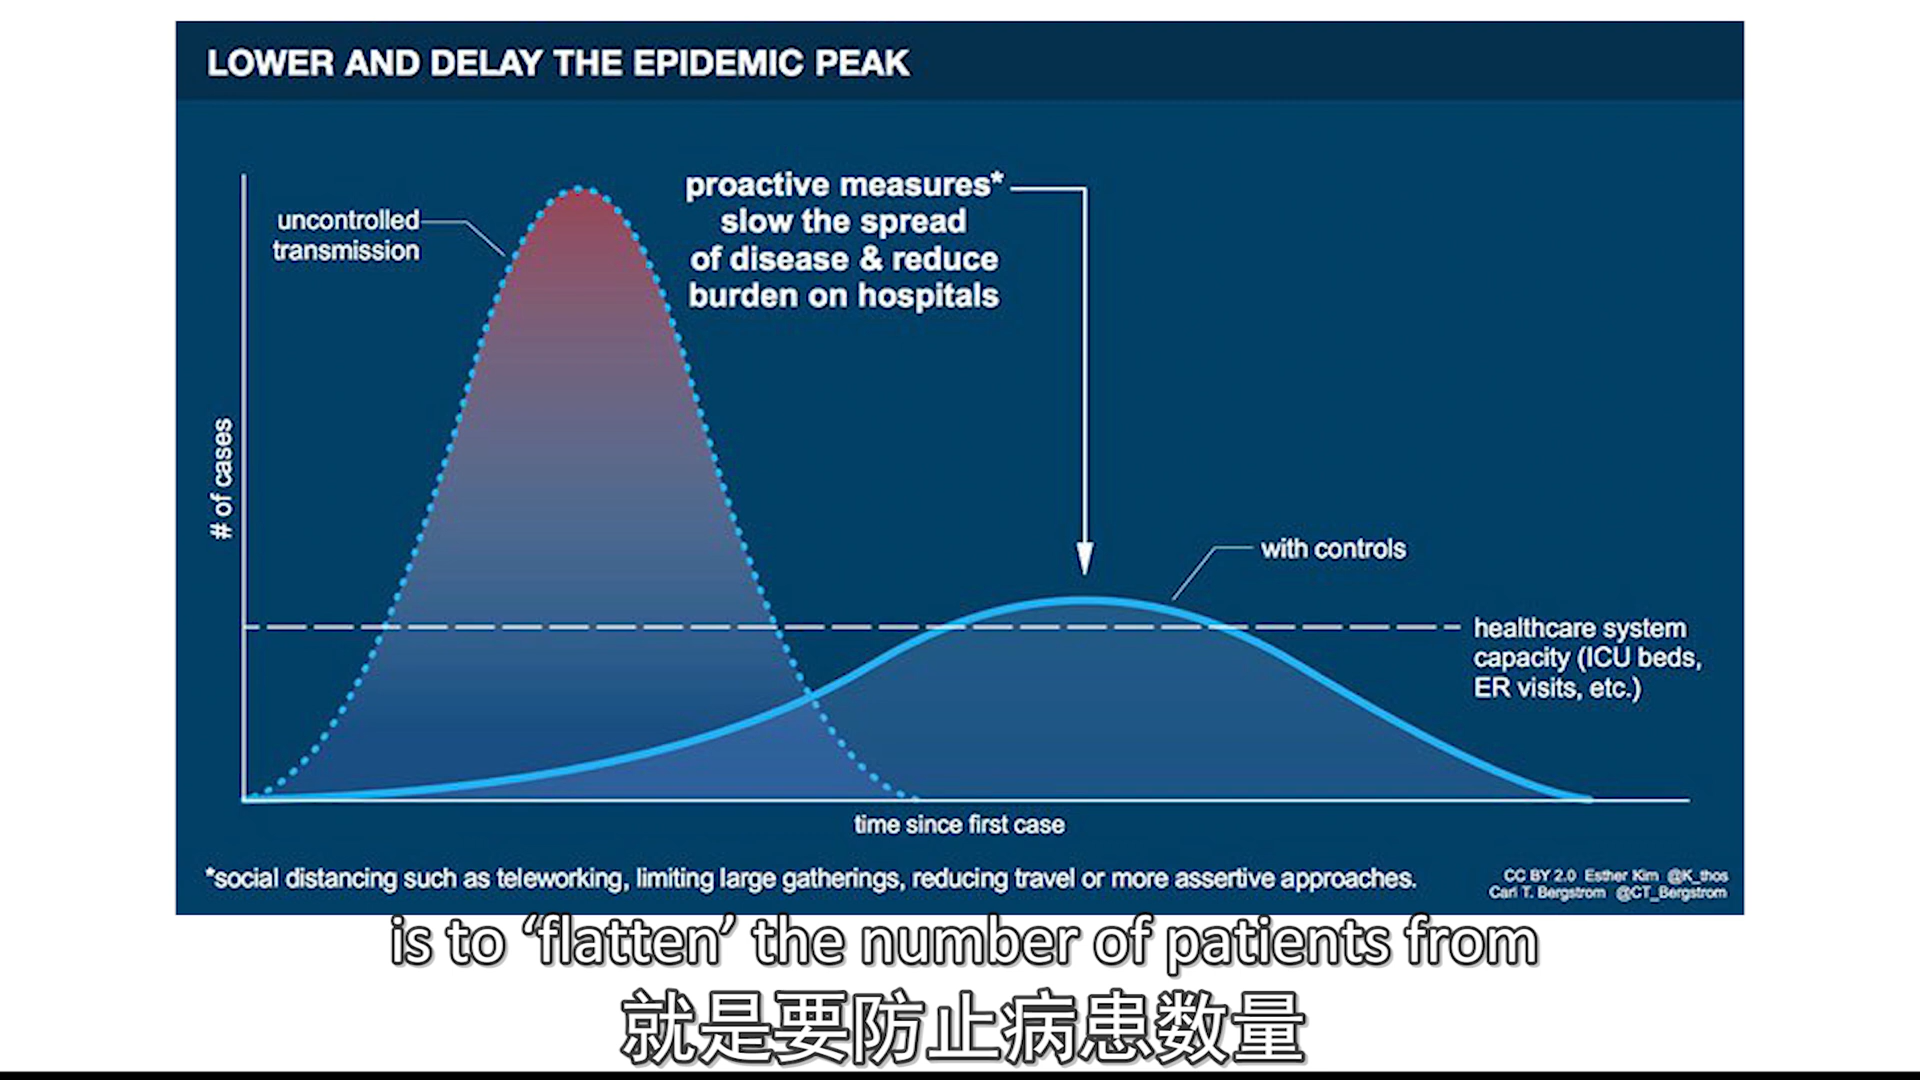 LOWER AND DELAY THE EPIDEMIC PEAK
uncontrolled
transmission
proactive measures*
slow the spread
of disease & reduce
burden on hospitals
# of cases
with controls
healthcare system
capacity (ICU beds,
ER visits, etc.)
time since first case
*social distancing such as teleworking, limiting large gatherings, reducing travel or more assertive approaches.
CC BY 2.0 Esther Kim @K_thos
Carl T. Bergstrom @CT_Bergstrom
is to ‘flatten’ the number of patients from
就是要防止病患数量